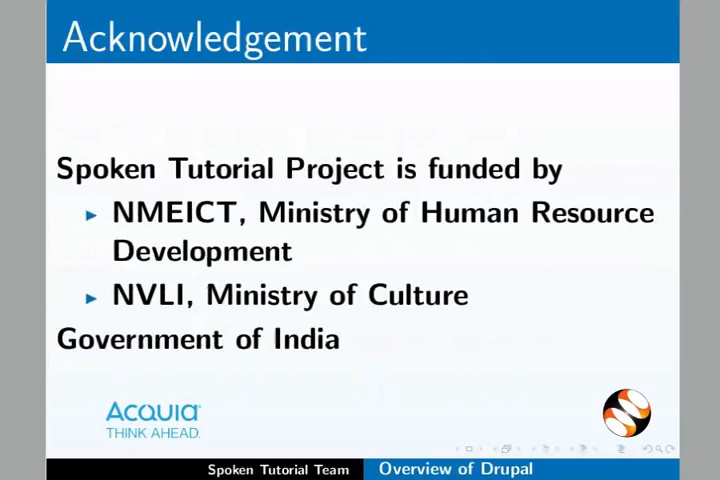 Acknowledgement
Spoken Tutorial Project is funded by
NMEICT, Ministry of Human Resource
Development
NVLI, Ministry of Culture
Government of India
Acquia
THINK AHEAD.
Spoken Tutorial Team
Overview of Drupal